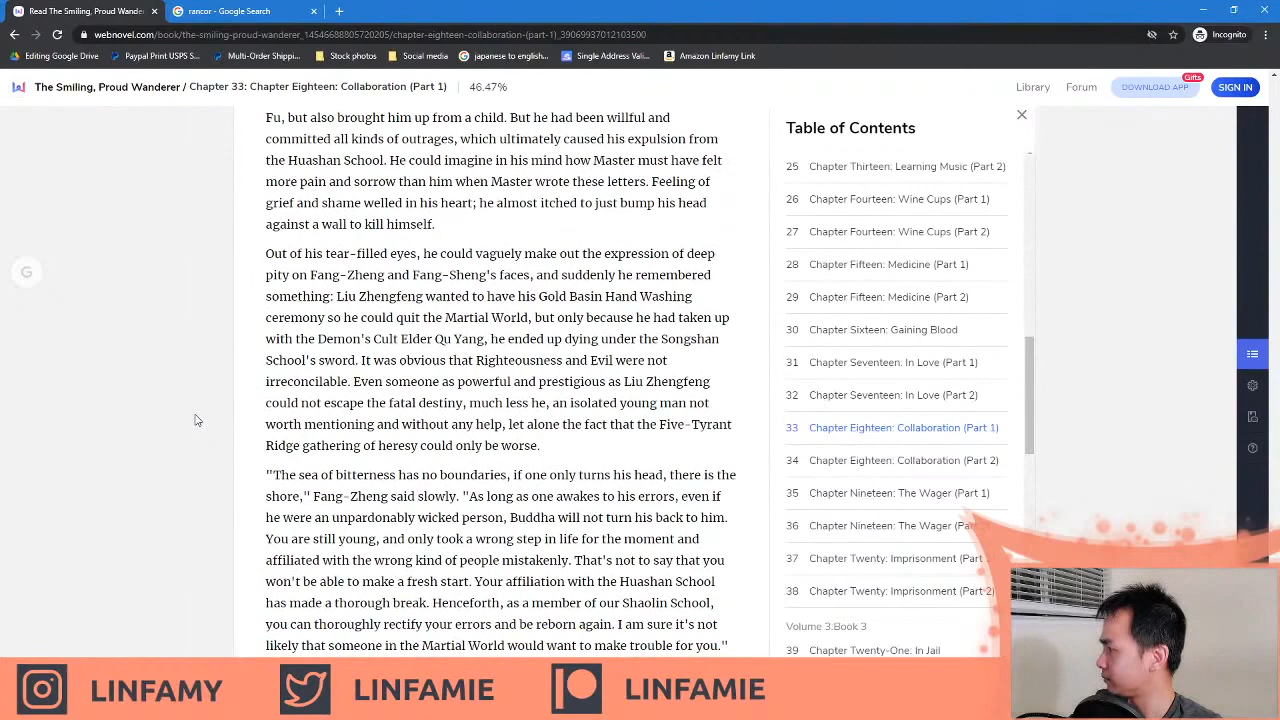 Read The Smiling, Proud Wander
rancor - Google Search
webnovel.com/book/the-smiling-proud-wanderer_14546688805720205/chapter-eighteen-collaboration-(part-1)_39069937012103500
Incognito
Editing Google Drive
Paypal Print USPS S...
Multi-Order Shippi...
Stock photos
Social media
japanese to english...
Single Address Vali...
Amazon Linfamy Link
The Smiling, Proud Wanderer / Chapter 33: Chapter Eighteen: Collaboration (Part 1)
46.47%
Library
Forum
DOWNLOAD APP
Gifts
SIGN IN
Fu, but also brought him up from a child. But he had been willful and
committed all kinds of outrages, which ultimately caused his expulsion from
the Huashan School. He could imagine in his mind how Master must have felt
more pain and sorrow than him when Master wrote these letters. Feeling of
grief and shame welled in his heart; he almost itched to just bump his head
against a wall to kill himself.
Out of his tear-filled eyes, he could vaguely make out the expression of deep
pity on Fang-Zheng and Fang-Sheng's faces, and suddenly he remembered
something: Liu Zhengfeng wanted to have his Gold Basin Hand Washing
ceremony so he could quit the Martial World, but only because he had taken up
with the Demon's Cult Elder Qu Yang, he ended up dying under the Songshan
School's sword. It was obvious that Righteousness and Evil were not
irreconcilable. Even someone as powerful and prestigious as Liu Zhengfeng
could not escape the fatal destiny, much less he, an isolated young man not
worth mentioning and without any help, let alone the fact that the Five-Tyrant
Ridge gathering of heresy could only be worse.
"The sea of bitterness has no boundaries, if one only turns his head, there is the
shore," Fang-Zheng said slowly. "As long as one awakes to his errors, even if
he were an unpardonably wicked person, Buddha will not turn his back to him.
You are still young, and only took a wrong step in life for the moment and
affiliated with the wrong kind of people mistakenly. That's not to say that you
won't be able to make a fresh start. Your affiliation with the Huashan School
has made a thorough break. Henceforth, as a member of our Shaolin School,
you can thoroughly rectify your errors and be reborn again. I am sure it's not
likely that someone in the Martial World would want to make trouble for you."
Table of Contents
25 Chapter Thirteen: Learning Music (Part 2)
26 Chapter Fourteen: Wine Cups (Part 1)
27 Chapter Fourteen: Wine Cups (Part 2)
28 Chapter Fifteen: Medicine (Part 1)
29 Chapter Fifteen: Medicine (Part 2)
30 Chapter Sixteen: Gaining Blood
31 Chapter Seventeen: In Love (Part 1)
32 Chapter Seventeen: In Love (Part 2)
33 Chapter Eighteen: Collaboration (Part 1)
34 Chapter Eighteen: Collaboration (Part 2)
35 Chapter Nineteen: The Wager (Part 1)
36 Chapter Nineteen: The Wager (Pa
37 Chapter Twenty: Imprisonment (Part
38 Chapter Twenty: Imprisonment (Part 2)
Volume 3:Book 3
39 Chapter Twenty-One: In Jail
G
LINFAMY
LINFAMIE
LINFAMIE